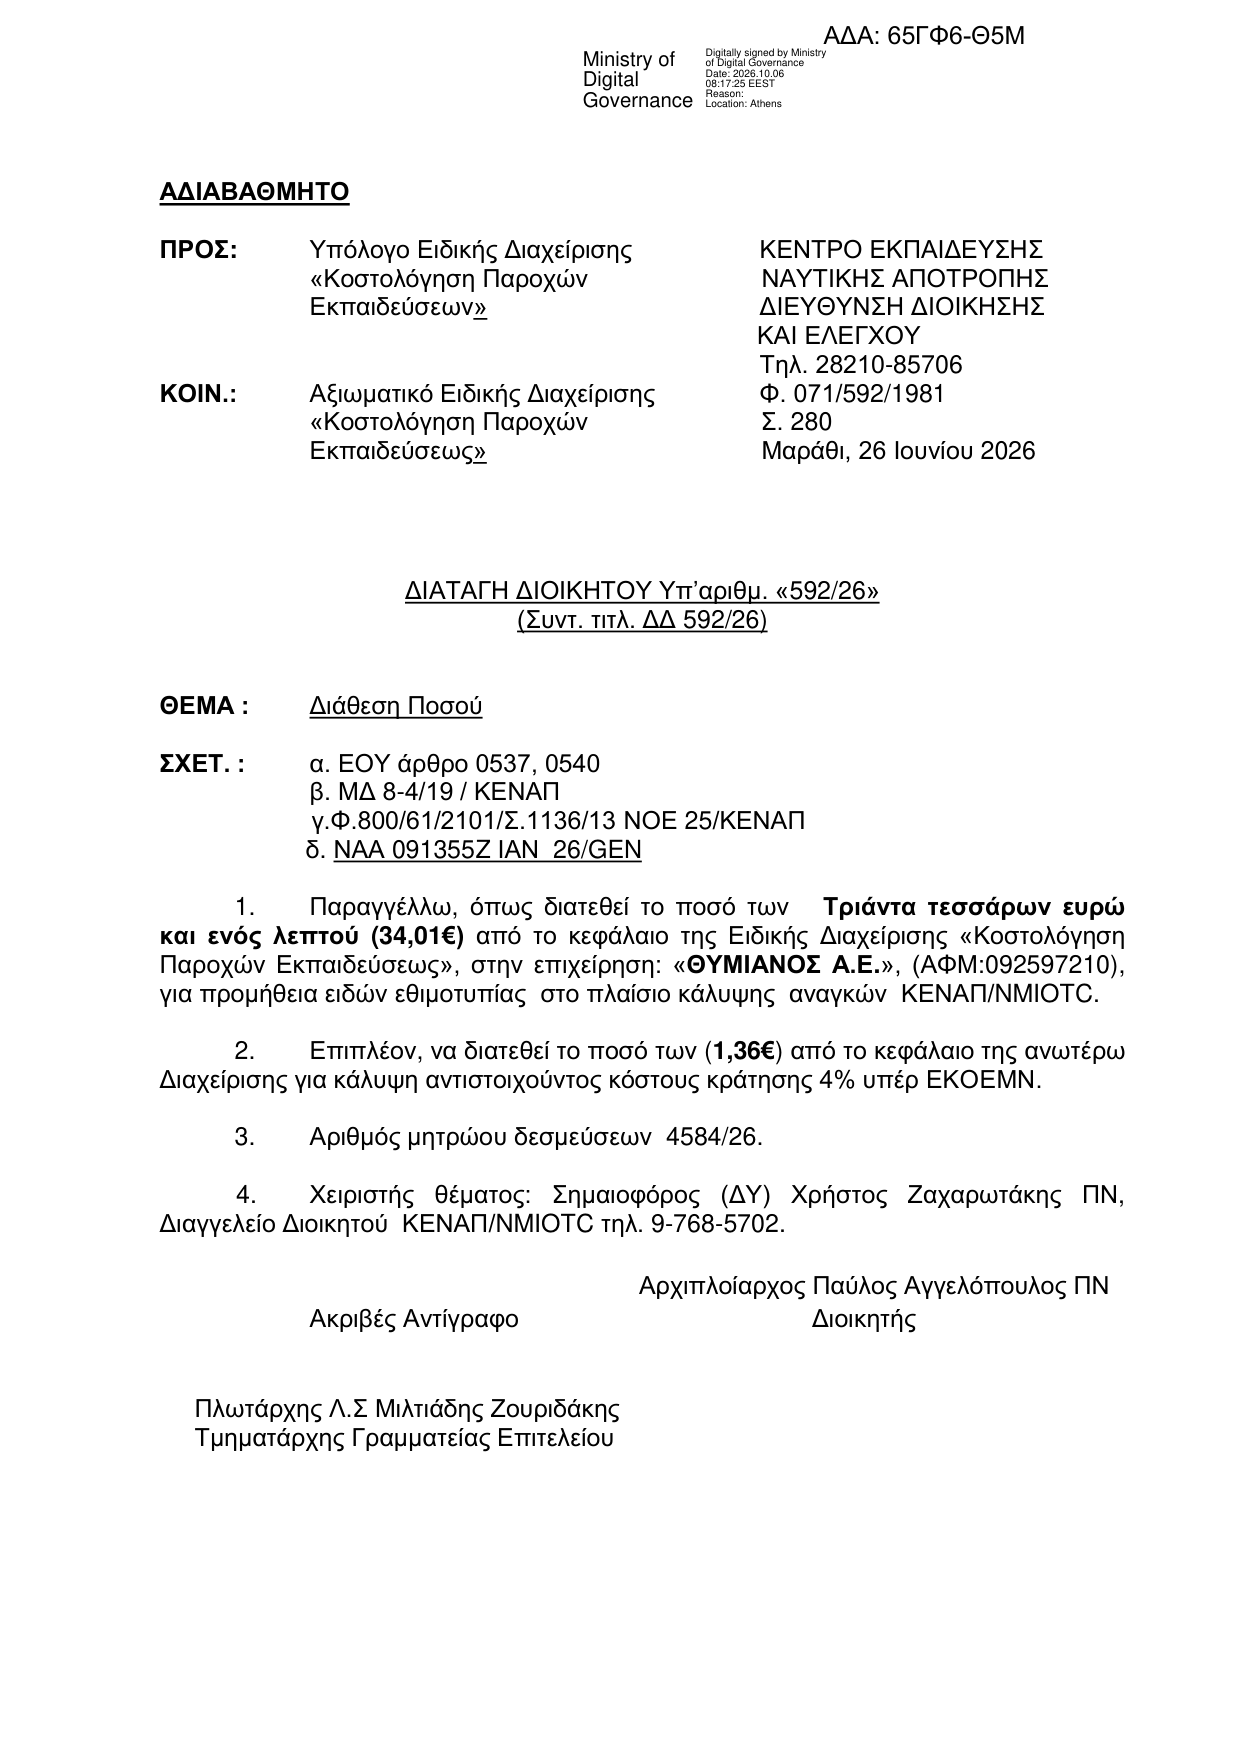 ΑΔΑ: 65ΓΦ6-Θ5Μ
Ministry of
Digital
Governance
Digitally signed by Ministry
of Digital Governance
Date: 2026.10.06
08:17:25 EEST
Reason:
Location: Athens
ΑΔΙΑΒΑΘΜΗΤΟ
ΠΡΟΣ: Υπόλογο Ειδικής Διαχείρισης ΚΕΝΤΡΟ ΕΚΠΑΙΔΕΥΣΗΣ
«Κοστολόγηση Παροχών ΝΑΥΤΙΚΗΣ ΑΠΟΤΡΟΠΗΣ
Εκπαιδεύσεων» ΔΙΕΥΘΥΝΣΗ ΔΙΟΙΚΗΣΗΣ
ΚΑΙ ΕΛΕΓΧΟΥ
Τηλ. 28210-85706
ΚΟΙΝ.: Αξιωματικό Ειδικής Διαχείρισης Φ. 071/592/1981
«Κοστολόγηση Παροχών Σ. 280
Εκπαιδεύσεως» Μαράθι, 26 Ιουνίου 2026
ΔΙΑΤΑΓΗ ΔΙΟΙΚΗΤΟΥ Υπ’αριθμ. «592/26»
(Συντ. τιτλ. ΔΔ 592/26)
ΘΕΜΑ : Διάθεση Ποσού
ΣΧΕΤ. : α. ΕΟΥ άρθρο 0537, 0540
β. ΜΔ 8-4/19 / ΚΕΝΑΠ
γ.Φ.800/61/2101/Σ.1136/13 ΝΟΕ 25/ΚΕΝΑΠ
δ. NAA 091355Z IAN 26/GEN
1. Παραγγέλλω, όπως διατεθεί το ποσό των Τριάντα τεσσάρων ευρώ
και ενός λεπτού (34,01€) από το κεφάλαιο της Ειδικής Διαχείρισης «Κοστολόγηση
Παροχών Εκπαιδεύσεως», στην επιχείρηση: «ΘΥΜΙΑΝΟΣ Α.Ε.», (ΑΦΜ:092597210),
για προμήθεια ειδών εθιμοτυπίας στο πλαίσιο κάλυψης αναγκών ΚΕΝΑΠ/NMIOTC.
2. Επιπλέον, να διατεθεί το ποσό των (1,36€) από το κεφάλαιο της ανωτέρω
Διαχείρισης για κάλυψη αντιστοιχούντος κόστους κράτησης 4% υπέρ ΕΚΟΕΜΝ.
3. Αριθμός μητρώου δεσμεύσεων 4584/26.
4. Χειριστής θέματος: Σημαιοφόρος (ΔΥ) Χρήστος Ζαχαρωτάκης ΠΝ,
Διαγγελείο Διοικητού ΚΕΝΑΠ/NMIOTC τηλ. 9-768-5702.
Αρχιπλοίαρχος Παύλος Αγγελόπουλος ΠΝ
Ακριβές Αντίγραφο Διοικητής
Πλωτάρχης Λ.Σ Μιλτιάδης Ζουριδάκης
Τμηματάρχης Γραμματείας Επιτελείου